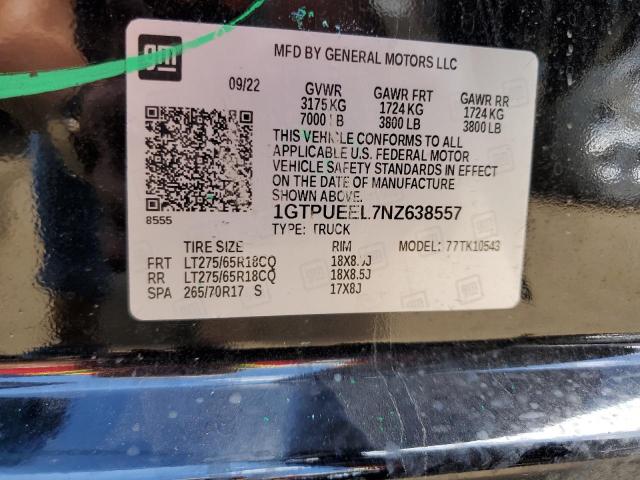 gm
MFD BY GENERAL MOTORS LLC
09/22 GVWR GAWR FRT GAWR RR
3175 KG 1724 KG 1724 KG
7000 LB 3800 LB 3800 LB
THIS VEHICLE CONFORMS TO ALL
APPLICABLE U.S. FEDERAL MOTOR
VEHICLE SAFETY STANDARDS IN EFFECT
ON THE DATE OF MANUFACTURE
SHOWN ABOVE.
8555 1GTPUEEL7NZ638557
TYPE: TRUCK
TIRE SIZE RIM MODEL: 77TK10543
FRT LT275/65R18CQ 18X8.5J
RR LT275/65R18CQ 18X8.5J
SPA 265/70R17 S 17X8J